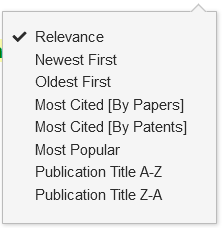 Relevance
Newest First
Oldest First
Most Cited [By Papers]
Most Cited [By Patents]
Most Popular
Publication Title A-Z
Publication Title Z-A